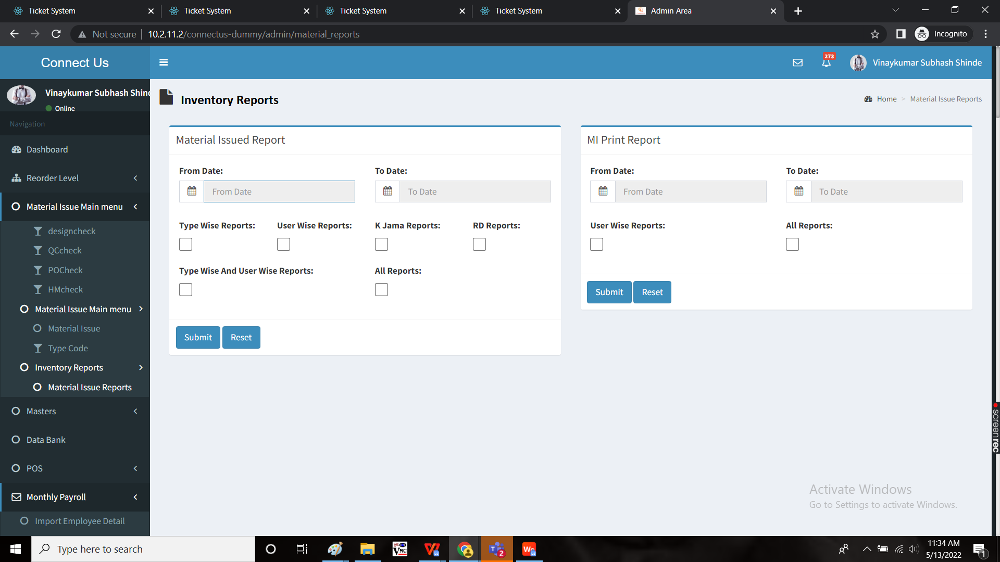 Ticket System
Ticket System
Ticket System
Ticket System
Admin Area
Not secure
10.2.11.2/connectus-dummy/admin/material_reports
Incognito
Connect Us
273
Vinaykumar Subhash Shinde
Vinaykumar Subhash Shind
Online
Inventory Reports
Home > Material Issue Reports
Navigation
Dashboard
Reorder Level
Material Issue Main menu
designcheck
QCcheck
POCheck
HMcheck
Material Issue Main menu
Material Issue
Type Code
Inventory Reports
Material Issue Reports
Masters
Data Bank
POS
Monthly Payroll
Import Employee Detail
Material Issued Report
From Date:
To Date:
From Date
To Date
Type Wise Reports:
User Wise Reports:
K Jama Reports:
RD Reports:
Type Wise And User Wise Reports:
All Reports:
Submit
Reset
MI Print Report
From Date:
To Date:
From Date
To Date
User Wise Reports:
All Reports:
Submit
Reset
screenrec
Activate Windows
Go to Settings to activate Windows.
Type here to search
VNC
2
11:34 AM
5/13/2022
1